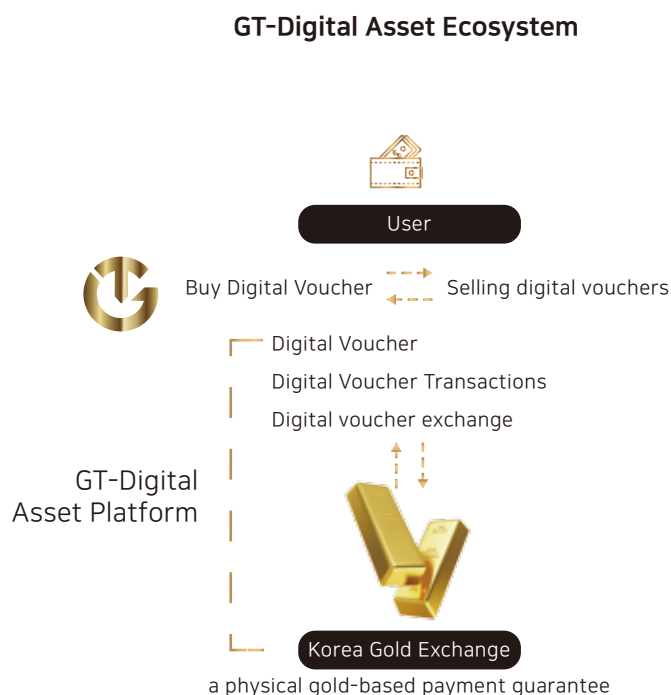 GT-Digital Asset Ecosystem
User
Buy Digital Voucher
Selling digital vouchers
Digital Voucher
Digital Voucher Transactions
Digital voucher exchange
GT-Digital
Asset Platform
Korea Gold Exchange
a physical gold-based payment guarantee